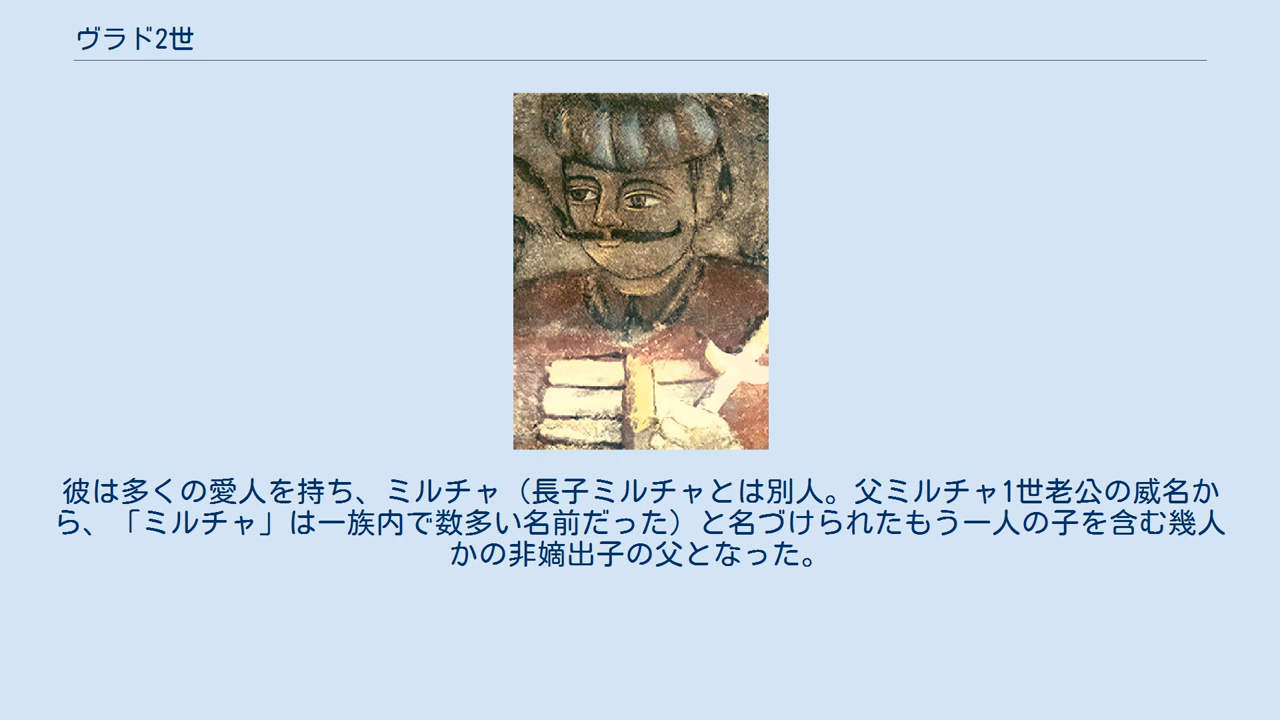 ヴラド2世
彼は多くの愛人を持ち、ミルチャ（長子ミルチャとは別人。父ミルチャ1世老公の威名か
ら、「ミルチャ」は一族内で数多い名前だった）と名づけられたもう一人の子を含む幾人
かの非嫡出子の父となった。